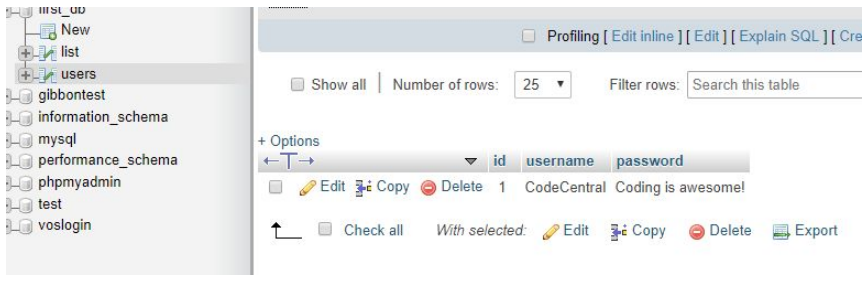 first_db
New
list
users
gibbontest
information_schema
mysql
performance_schema
phpmyadmin
test
voslogin
Profiling [ Edit inline ] [ Edit ] [ Explain SQL ] [ Cre
Show all | Number of rows: 25 Filter rows: Search this table
+ Options
←T→ id username password
Edit Copy Delete 1 CodeCentral Coding is awesome!
Check all With selected: Edit Copy Delete Export